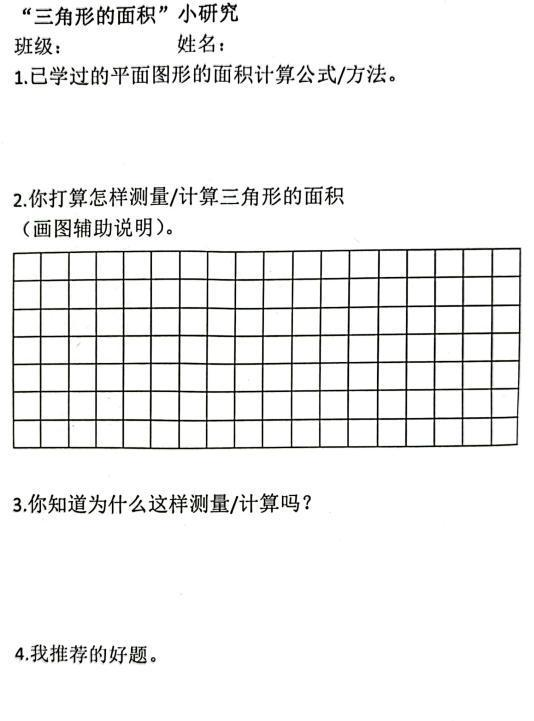 “三角形的面积”小研究
班级： 姓名：
1.已学过的平面图形的面积计算公式/方法。
2.你打算怎样测量/计算三角形的面积
（画图辅助说明）。
3.你知道为什么这样测量/计算吗？
4.我推荐的好题。